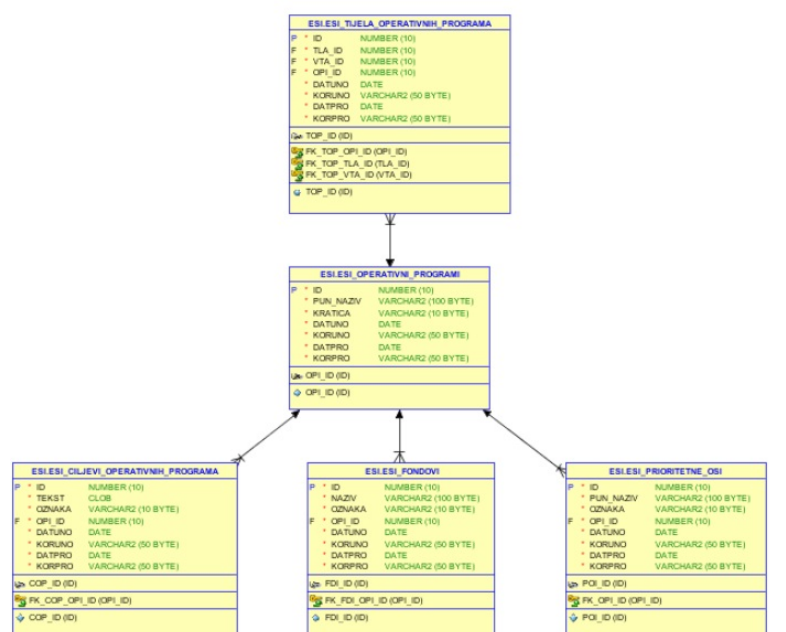 ESI.ESI_TIJELA_OPERATIVNIH_PROGRAMA
P * ID NUMBER (10)
F * TLA_ID NUMBER (10)
F * VTA_ID NUMBER (10)
F * OPI_ID NUMBER (10)
* DATUNO DATE
* KORUNO VARCHAR2 (50 BYTE)
* DATPRO DATE
* KORPRO VARCHAR2 (50 BYTE)
TOP_ID (ID)
FK_TOP_OPI_ID (OPI_ID)
FK_TOP_TLA_ID (TLA_ID)
FK_TOP_VTA_ID (VTA_ID)
TOP_ID (ID)
ESI.ESI_OPERATIVNI_PROGRAMI
P * ID NUMBER (10)
* PUN_NAZIV VARCHAR2 (100 BYTE)
* KRATICA VARCHAR2 (10 BYTE)
* DATUNO DATE
* KORUNO VARCHAR2 (50 BYTE)
* DATPRO DATE
* KORPRO VARCHAR2 (50 BYTE)
OPI_ID (ID)
OPI_ID (ID)
ESI.ESI_CILJEVI_OPERATIVNIH_PROGRAMA
P * ID NUMBER (10)
* TEKST CLOB
* OZNAKA VARCHAR2 (10 BYTE)
F * OPI_ID NUMBER (10)
* DATUNO DATE
* KORUNO VARCHAR2 (50 BYTE)
* DATPRO DATE
* KORPRO VARCHAR2 (50 BYTE)
COP_ID (ID)
FK_COP_OPI_ID (OPI_ID)
COP_ID (ID)
ESI.ESI_FONDOVI
P * ID NUMBER (10)
* NAZIV VARCHAR2 (100 BYTE)
* OZNAKA VARCHAR2 (10 BYTE)
F * OPI_ID NUMBER (10)
* DATUNO DATE
* KORUNO VARCHAR2 (50 BYTE)
* DATPRO DATE
* KORPRO VARCHAR2 (50 BYTE)
FDI_ID (ID)
FK_FDI_OPI_ID (OPI_ID)
FDI_ID (ID)
ESI.ESI_PRIORITETNE_OSI
P * ID NUMBER (10)
* PUN_NAZIV VARCHAR2 (100 BYTE)
* OZNAKA VARCHAR2 (10 BYTE)
F * OPI_ID NUMBER (10)
* DATUNO DATE
* KORUNO VARCHAR2 (50 BYTE)
* DATPRO DATE
* KORPRO VARCHAR2 (50 BYTE)
POI_ID (ID)
FK_OPI_ID (OPI_ID)
POI_ID (ID)